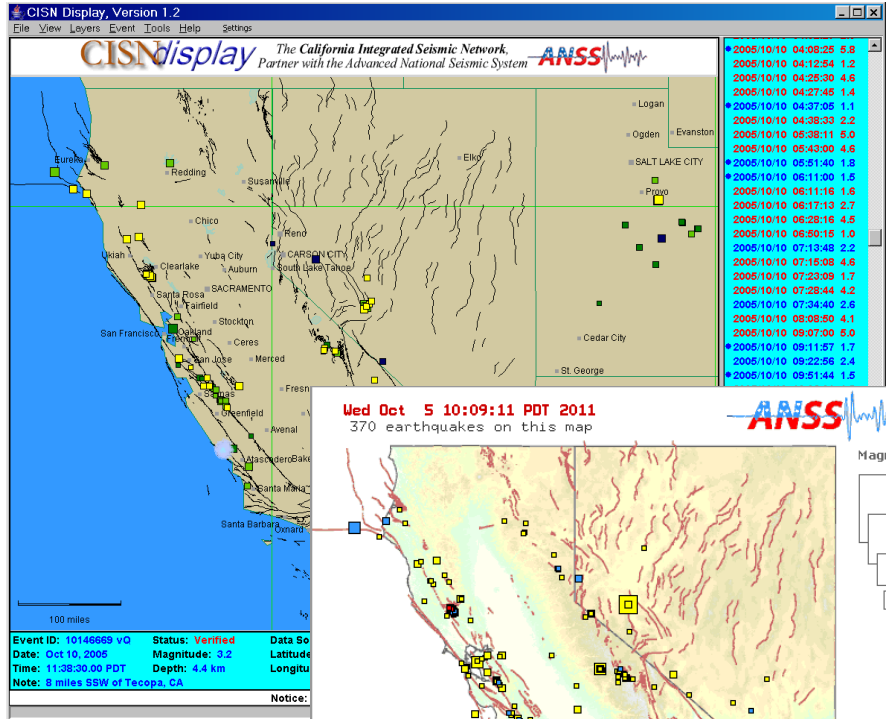 CISN Display, Version 1.2
File View Layers Event Tools Help Settings
CISNdisplay The California Integrated Seismic Network, Partner with the Advanced National Seismic System ANSS
2005/10/10 04:08:25 5.8
2005/10/10 04:12:54 1.2
2005/10/10 04:25:30 4.6
2005/10/10 04:27:45 1.4
2005/10/10 04:37:05 1.1
2005/10/10 04:38:33 2.2
2005/10/10 05:38:11 5.0
2005/10/10 05:43:00 4.6
2005/10/10 05:51:40 1.8
2005/10/10 06:11:00 1.5
2005/10/10 06:11:16 1.6
2005/10/10 06:17:13 2.7
2005/10/10 06:28:16 4.5
2005/10/10 06:50:15 1.0
2005/10/10 07:13:48 2.2
2005/10/10 07:15:08 4.6
2005/10/10 07:23:09 1.7
2005/10/10 07:28:44 4.2
2005/10/10 07:34:40 2.6
2005/10/10 08:08:50 4.1
2005/10/10 09:07:00 5.0
2005/10/10 09:11:57 1.7
2005/10/10 09:22:56 2.4
2005/10/10 09:51:44 1.5
Logan
Ogden
Evanston
SALT LAKE CITY
Elko
Provo
Eureka
Redding
Susanville
Chico
Reno
Ukiah
Yuba City
CARSON CITY
Clearlake
Auburn
South Lake Tahoe
SACRAMENTO
Santa Rosa
Fairfield
Stockton
San Francisco
Oakland
Ceres
Cedar City
San Jose
Merced
St. George
Salinas
Fresn
Greenfield
Avenal
Atascadero
Bake
Santa Maria
Santa Barbara
Oxnard
100 miles
Event ID: 10146669 vQ Status: Verified Data So
Date: Oct 10, 2005 Magnitude: 3.2 Latitude
Time: 11:38:30.00 PDT Depth: 4.4 km Longitu
Note: 8 miles SSW of Tecopa, CA
Notice:
Wed Oct 5 10:09:11 PDT 2011
370 earthquakes on this map
ANSS
Magn